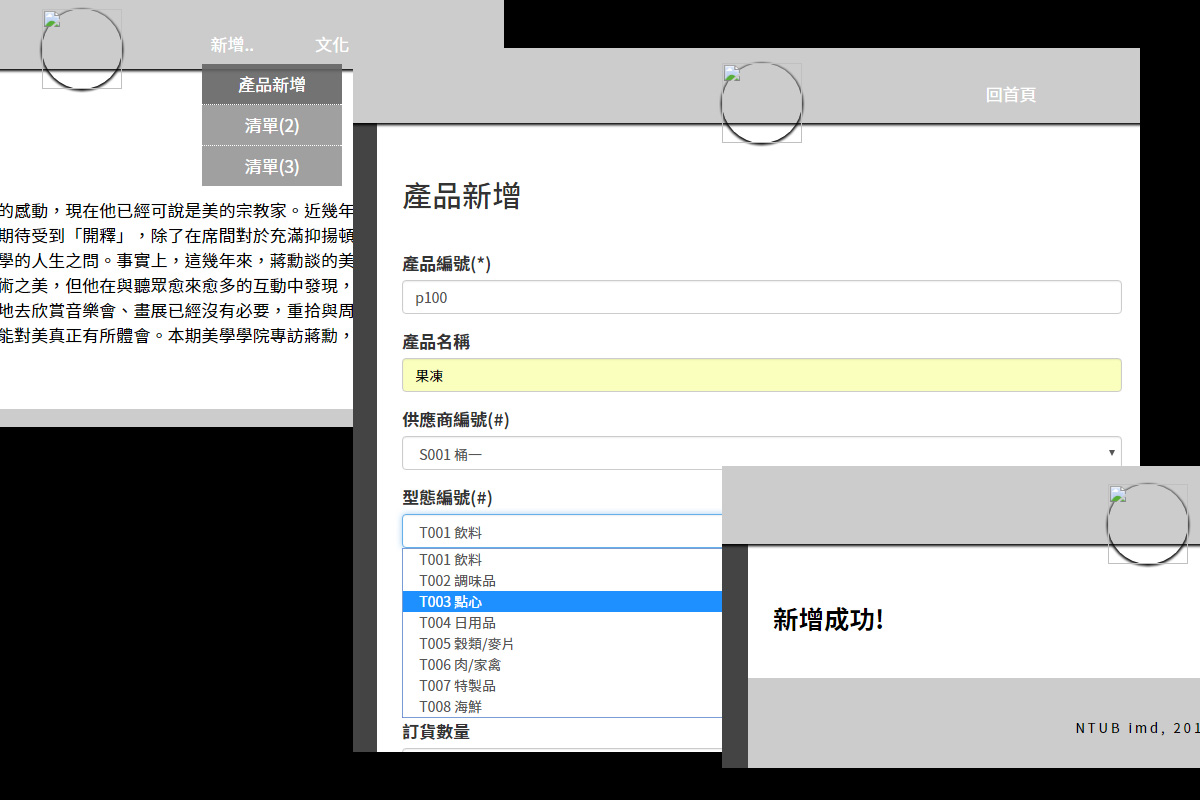 新增..
文化
產品新增
清單(2)
清單(3)
的感動，現在他已經可說是美的宗教家。近幾年
期待受到「開釋」，除了在席間對於充滿抑揚頓
學的人生之問。事實上，這幾年來，蔣勳談的美
術之美，但他在與聽眾愈來愈多的互動中發現，
地去欣賞音樂會、畫展已經沒有必要，重拾與周
能對美真正有所體會。本期美學學院專訪蔣勳，
回首頁
產品新增
產品編號(*)
p100
產品名稱
果凍
供應商編號(#)
S001 桶一
型態編號(#)
T001 飲料
T001 飲料
T002 調味品
T003 點心
T004 日用品
T005 穀類/麥片
T006 肉/家禽
T007 特製品
T008 海鮮
訂貨數量
新增成功!
NTUB imd, 201